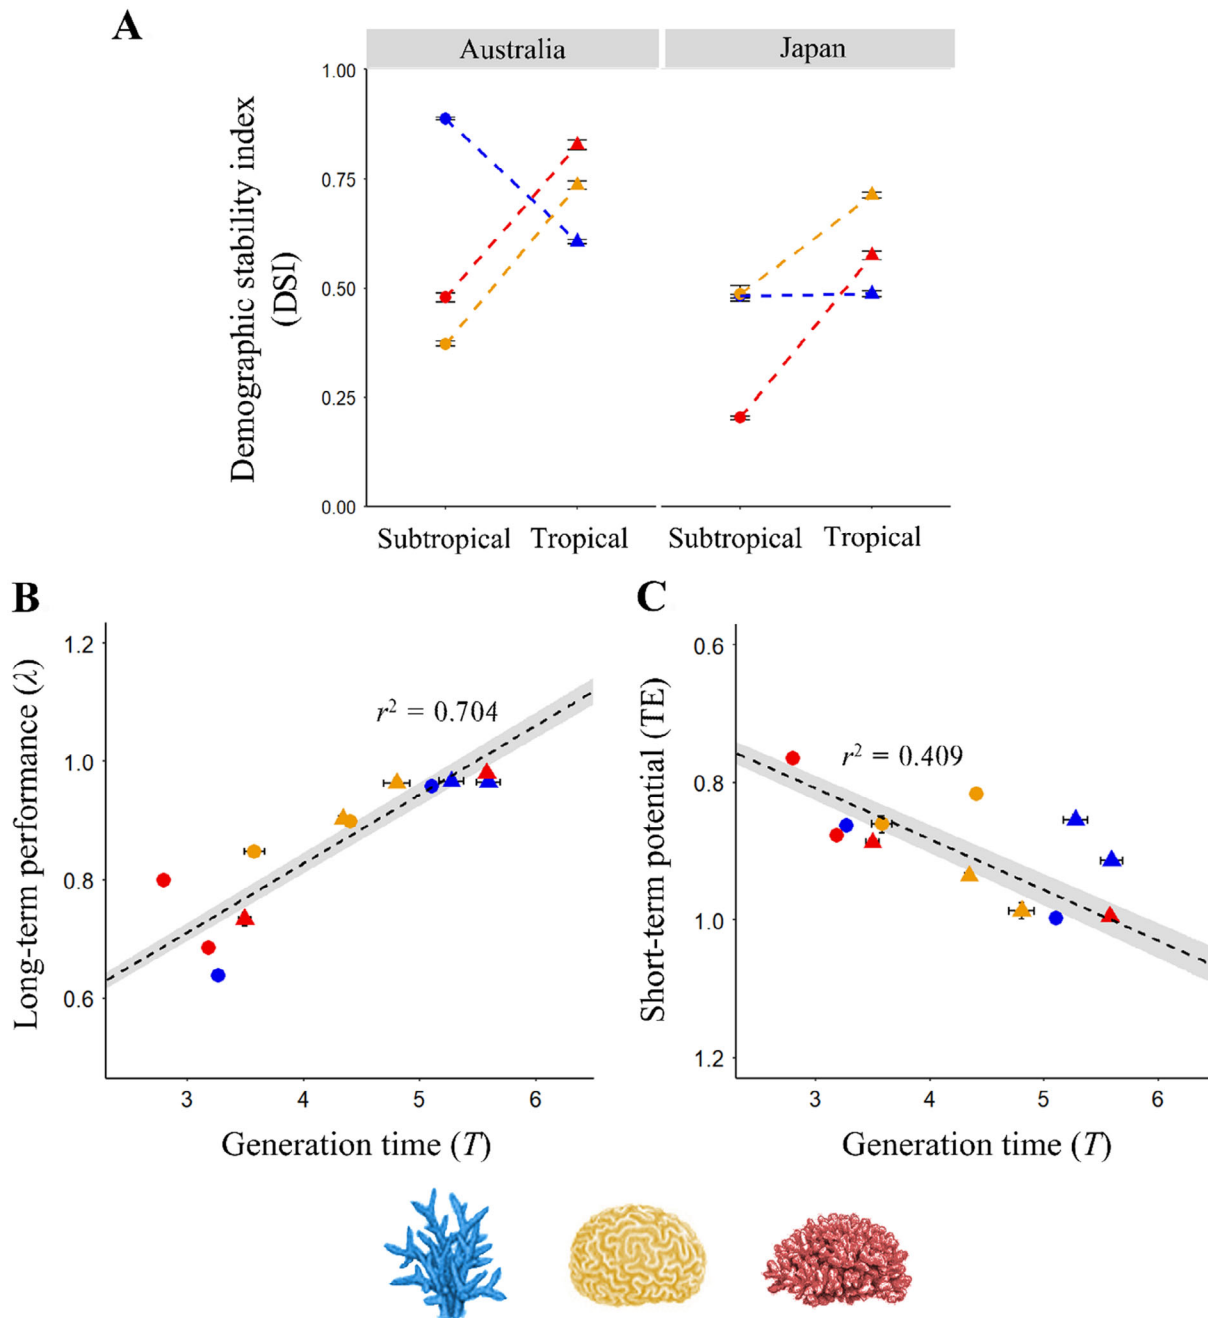 A
Australia
Japan
Demographic stability index
(DSI)
1.00
0.75
0.50
0.25
0.00
Subtropical
Tropical
Subtropical
Tropical
B
Long-term performance (λ)
1.2
1.0
0.8
0.6
r² = 0.704
3
4
5
6
Generation time (T)
C
Short-term potential (TE)
0.6
0.8
1.0
1.2
r² = 0.409
3
4
5
6
Generation time (T)